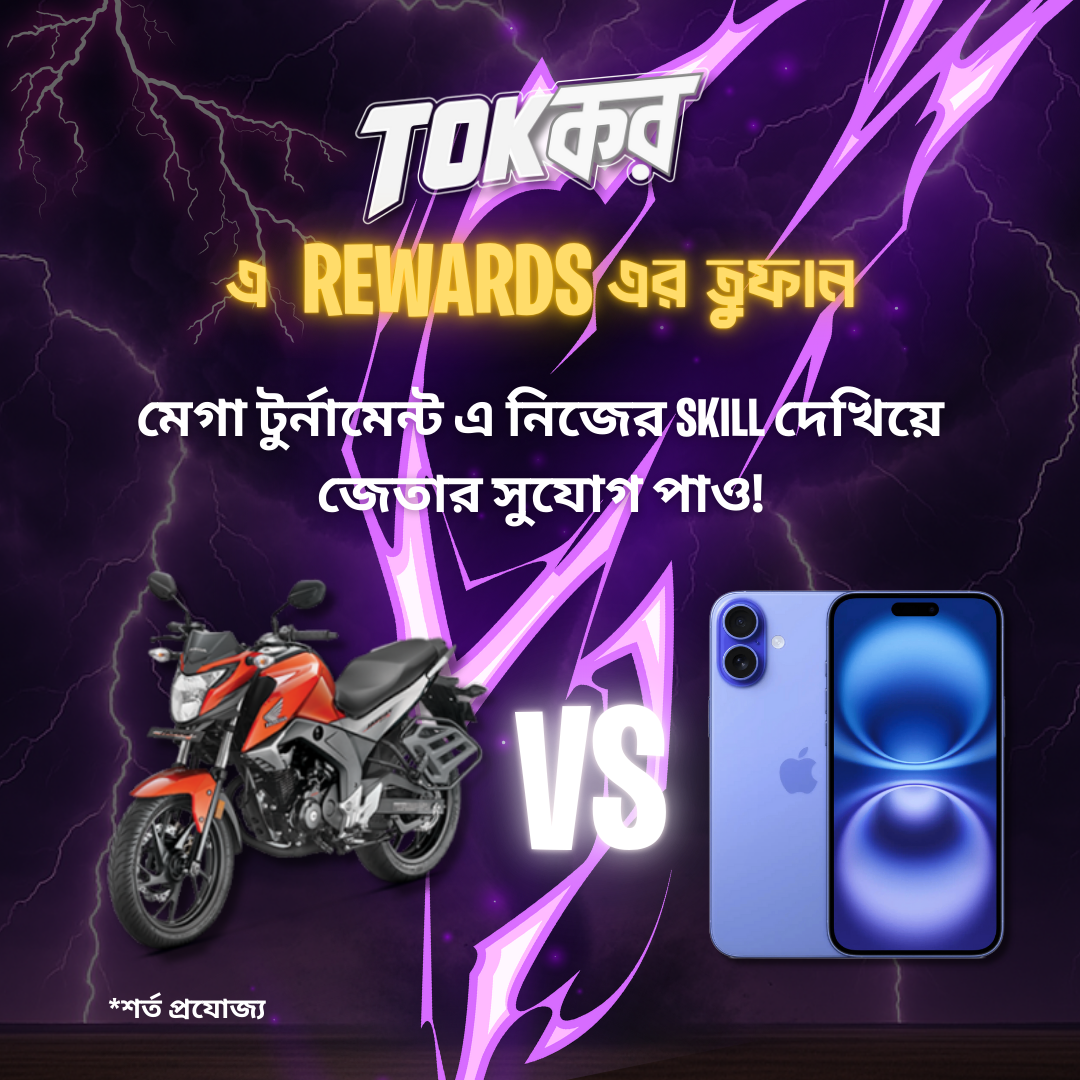 TOKকর
এ REWARDS এর তুফান
মেগা টুর্নামেন্ট এ নিজের SKILL দেখিয়ে
জেতার সুযোগ পাও!
VS
*শর্ত প্রযোজ্য